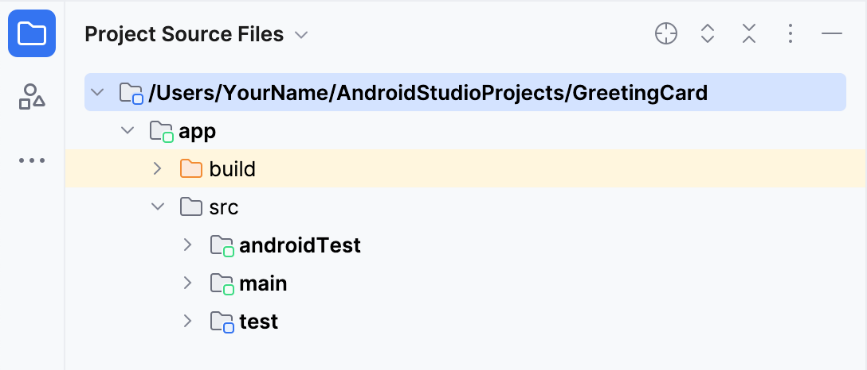 Project Source Files
/Users/YourName/AndroidStudioProjects/GreetingCard
app
build
src
androidTest
main
test